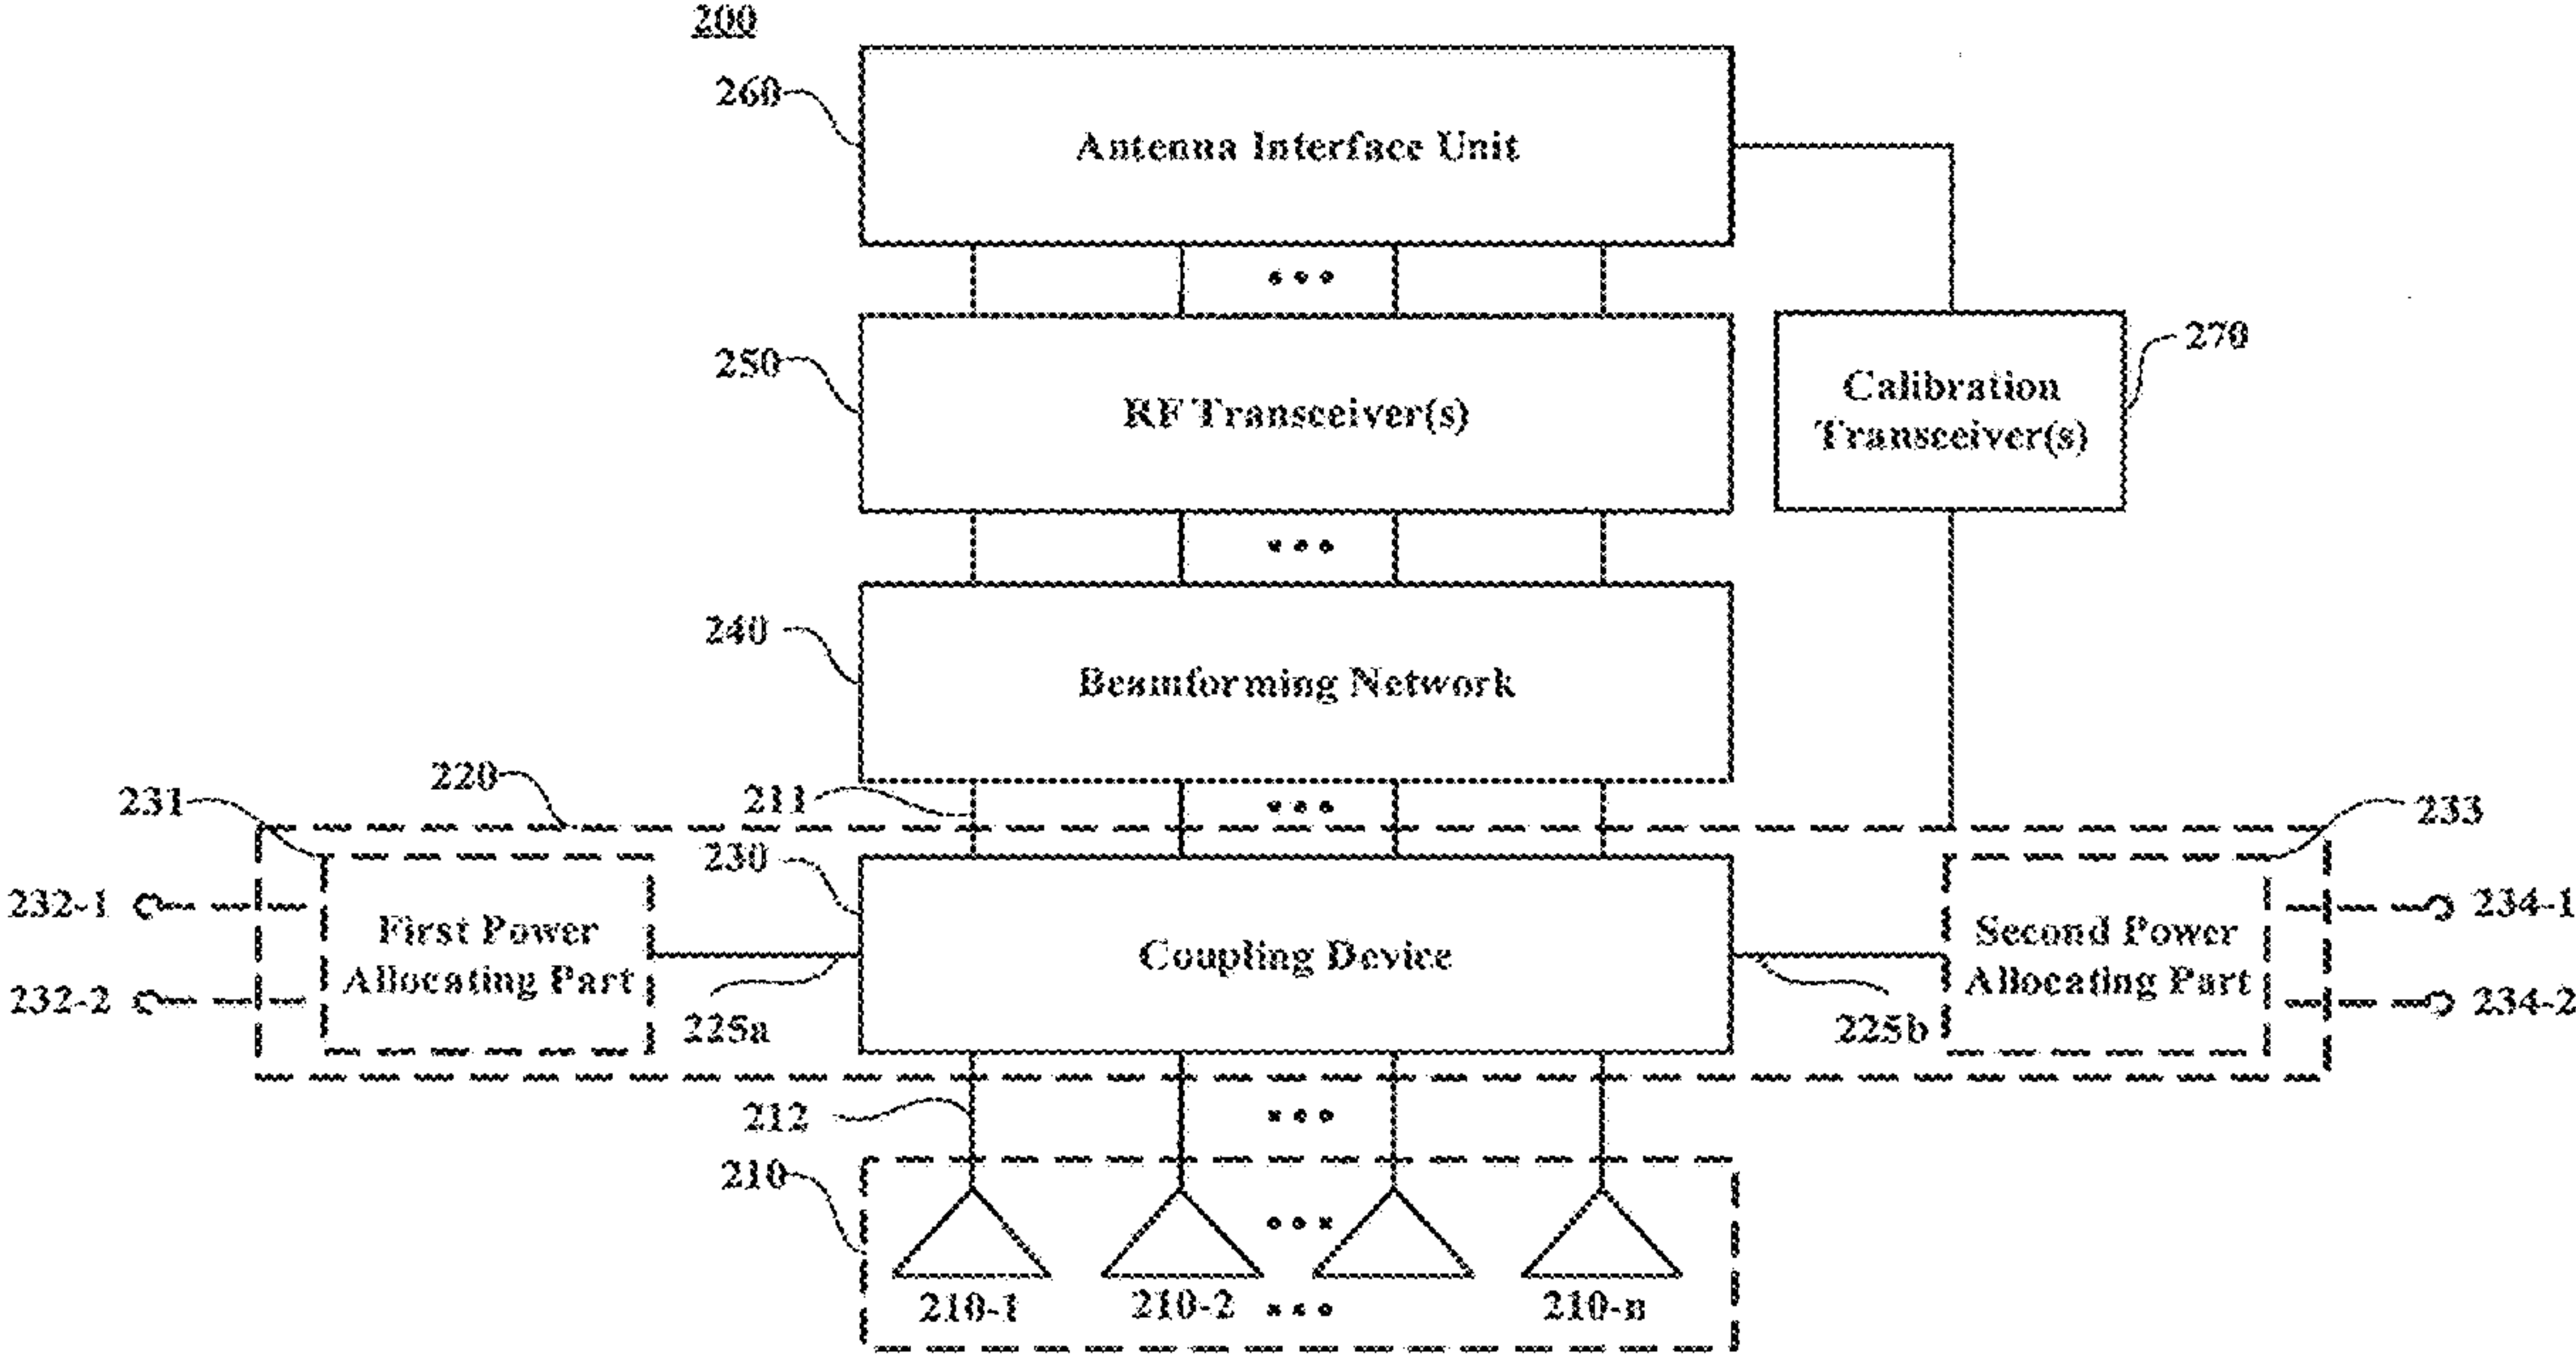 200
260
Antenna Interface Unit
250
RF Transceiver(s)
270
Calibration
Transceiver(s)
240
Beamforming Network
220
231
211
233
230
232-1
First Power
Allocating Part
232-2
Coupling Device
225a
Second Power
Allocating Part
225b
234-1
234-2
212
210
210-1
210-2
210-n